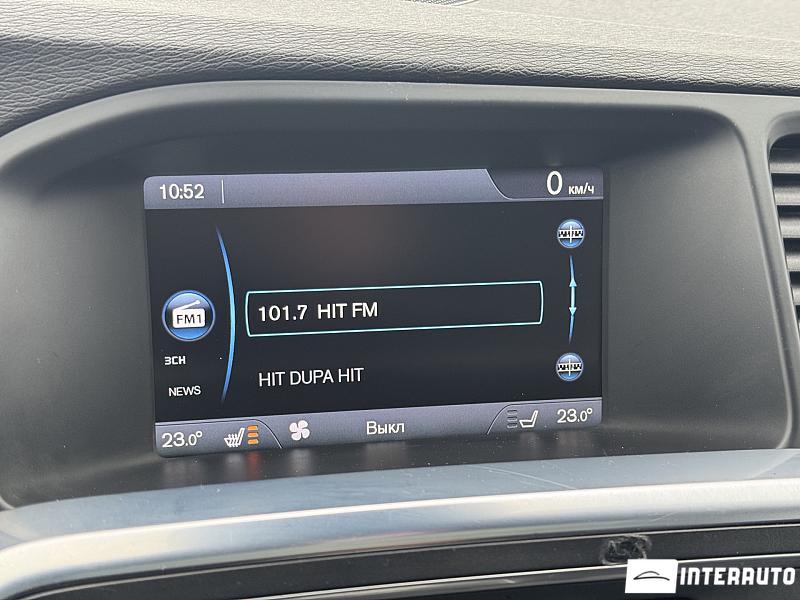 10:52
0 км/ч
FM1
101.7 HIT FM
ЗСН
NEWS
HIT DUPA HIT
23.0°
Выкл
23.0°
INTERAUTO